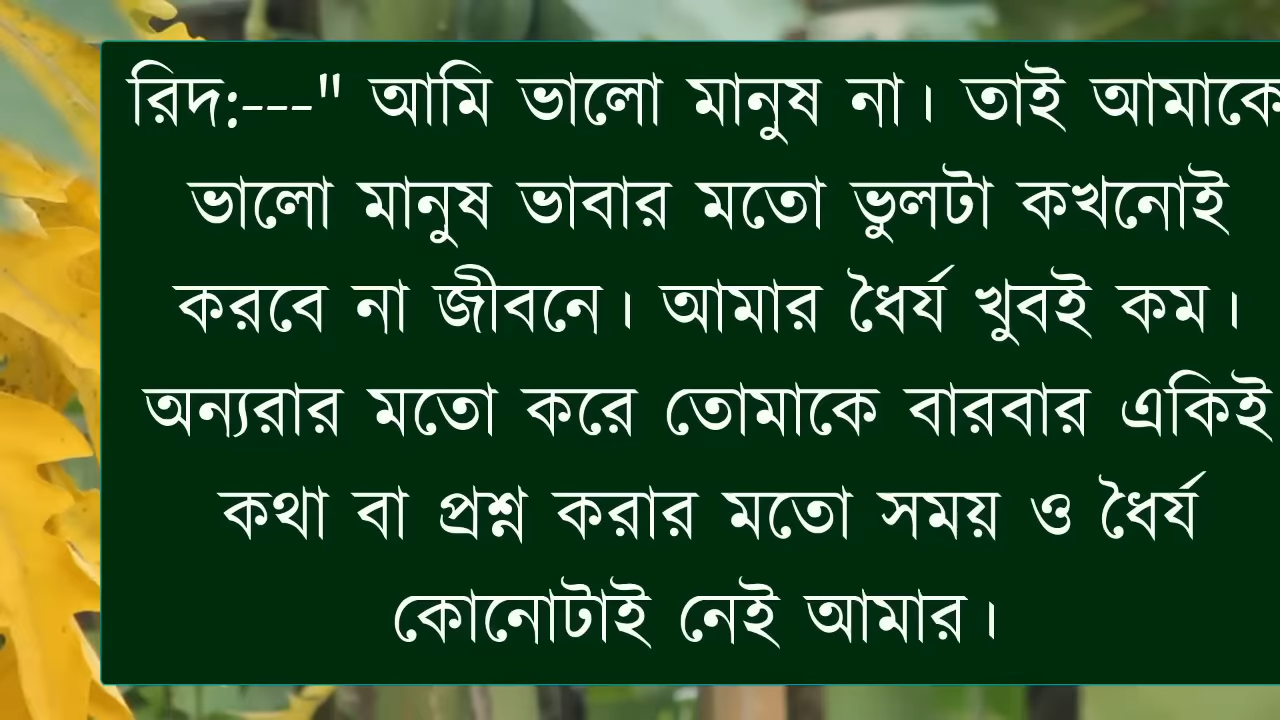 রিদ:---" আমি ভালো মানুষ না। তাই আমাকে
ভালো মানুষ ভাবার মতো ভুলটা কখনোই
করবে না জীবনে। আমার ধৈর্য খুবই কম।
অন্যরার মতো করে তোমাকে বারবার একিই
কথা বা প্রশ্ন করার মতো সময় ও ধৈর্য
কোনোটাই নেই আমার।